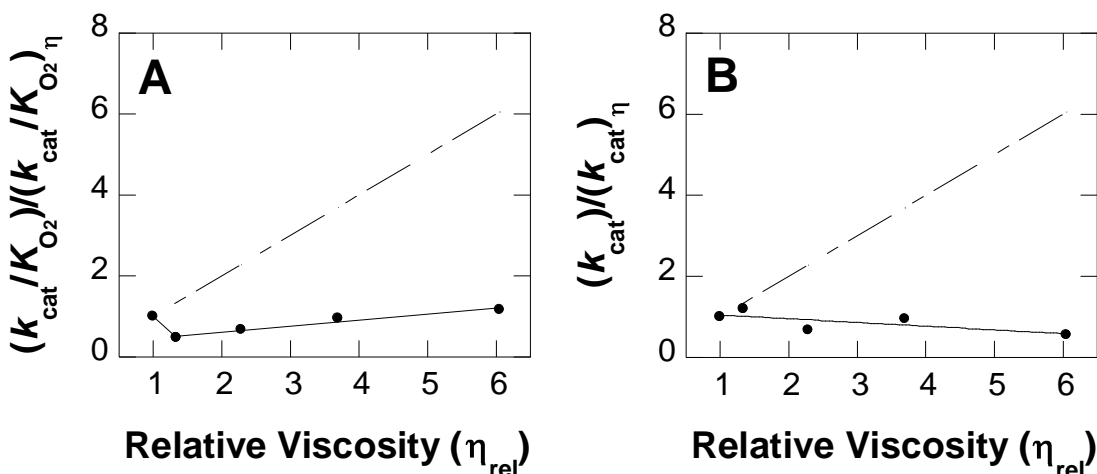 A
(kcat/KO2)/(kcat/KO2)η
8
6
4
2
0
1 2 3 4 5 6
Relative Viscosity (ηrel)
B
(kcat)/(kcat)η
8
6
4
2
0
1 2 3 4 5 6
Relative Viscosity (ηrel)